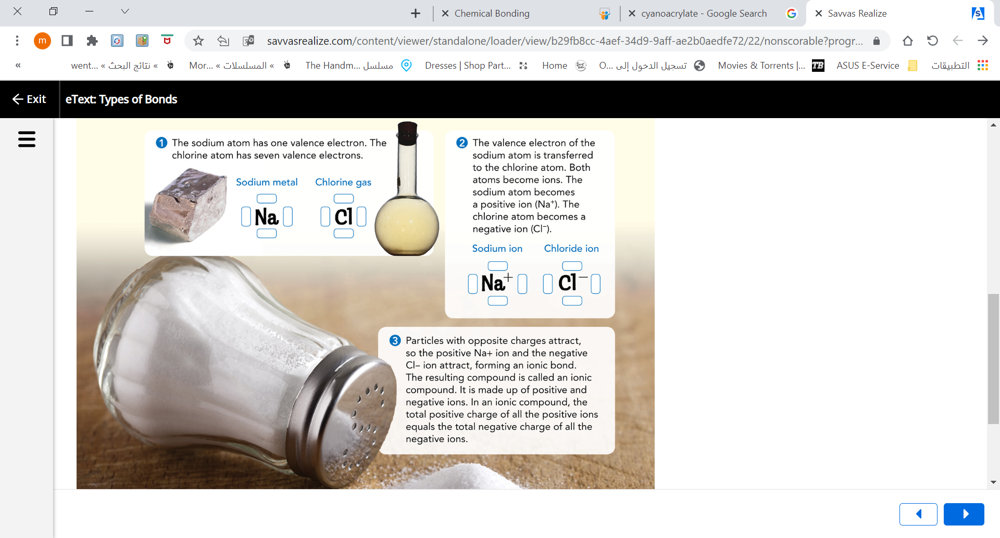 Chemical Bonding
cyanoacrylate - Google Search
Savvas Realize
m
savvasrealize.com/content/viewer/standalone/loader/view/b29fb8cc-4aef-34d9-9aff-ae2b0aedfe72/22/nonscorable?progr...
«
went... « نتائج البحث »
Mor... « المسلسلات »
The Handm... مسلسل
Dresses | Shop Part...
Home
O... تسجيل الدخول إلى
Movies & Torrents |...
TB
ASUS E-Service
التطبيقات
Exit
eText: Types of Bonds
1 The sodium atom has one valence electron. The
chlorine atom has seven valence electrons.
Sodium metal
Chlorine gas
Na
Cl
2 The valence electron of the
sodium atom is transferred
to the chlorine atom. Both
atoms become ions. The
sodium atom becomes
a positive ion (Na⁺). The
chlorine atom becomes a
negative ion (Cl⁻).
Sodium ion
Chloride ion
Na⁺
Cl⁻
3 Particles with opposite charges attract,
so the positive Na+ ion and the negative
Cl– ion attract, forming an ionic bond.
The resulting compound is called an ionic
compound. It is made up of positive and
negative ions. In an ionic compound, the
total positive charge of all the positive ions
equals the total negative charge of all the
negative ions.